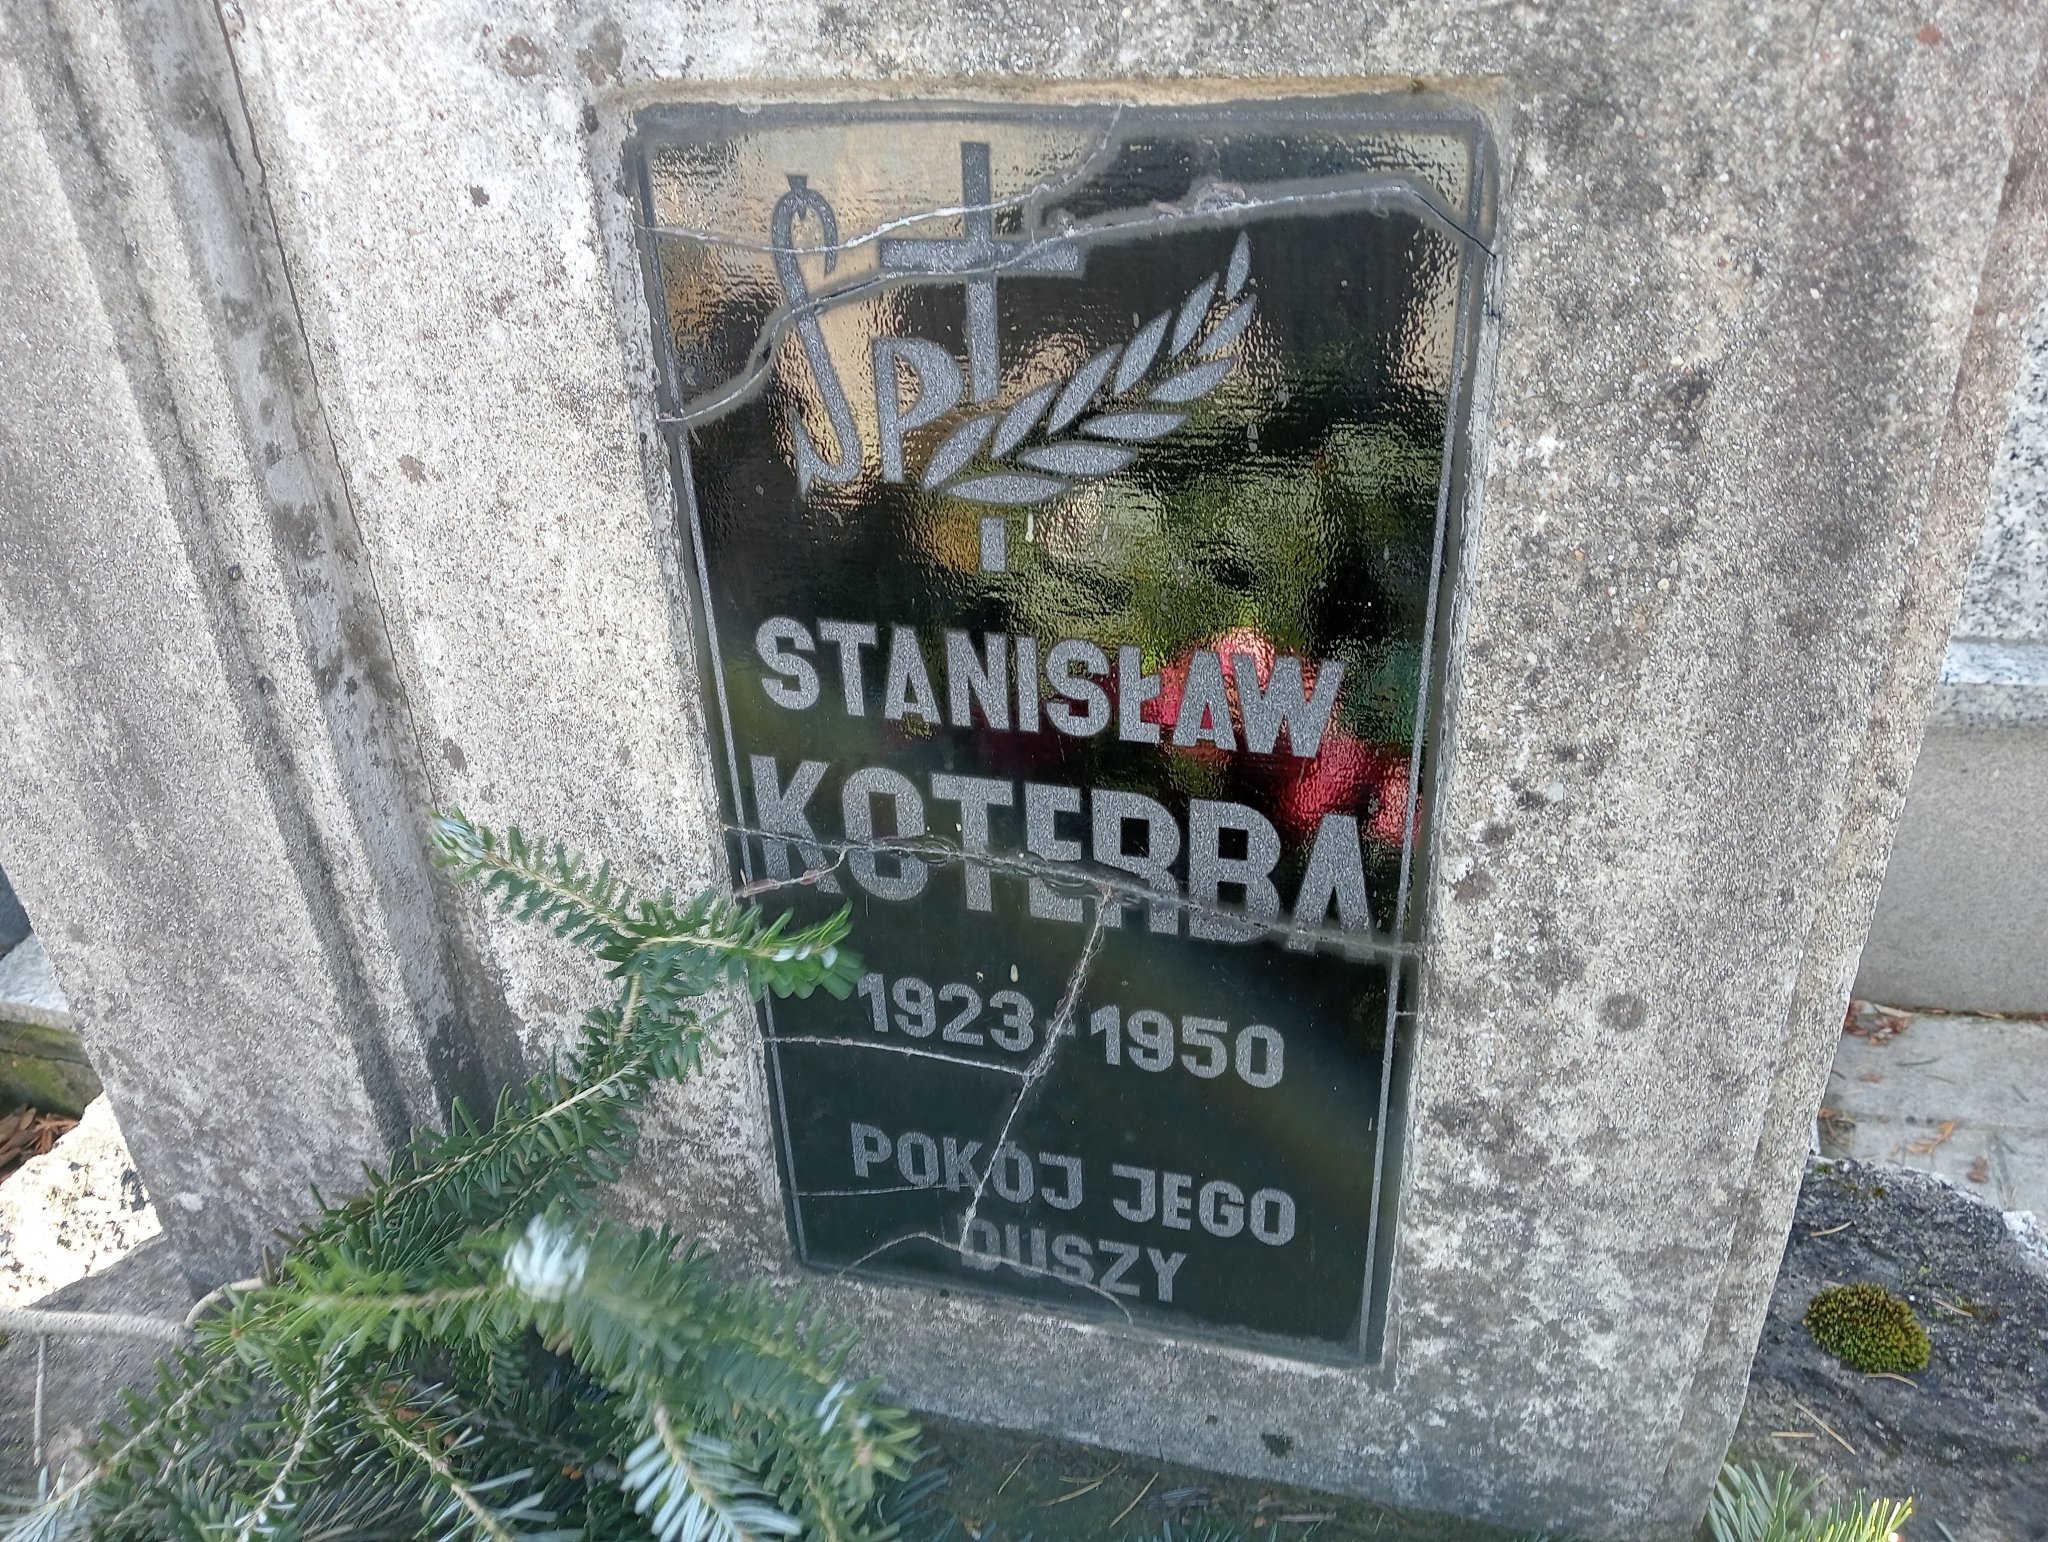 ŚP
STANISŁAW
KOTERBA
1923-1950
POKÓJ JEGO
DUSZY